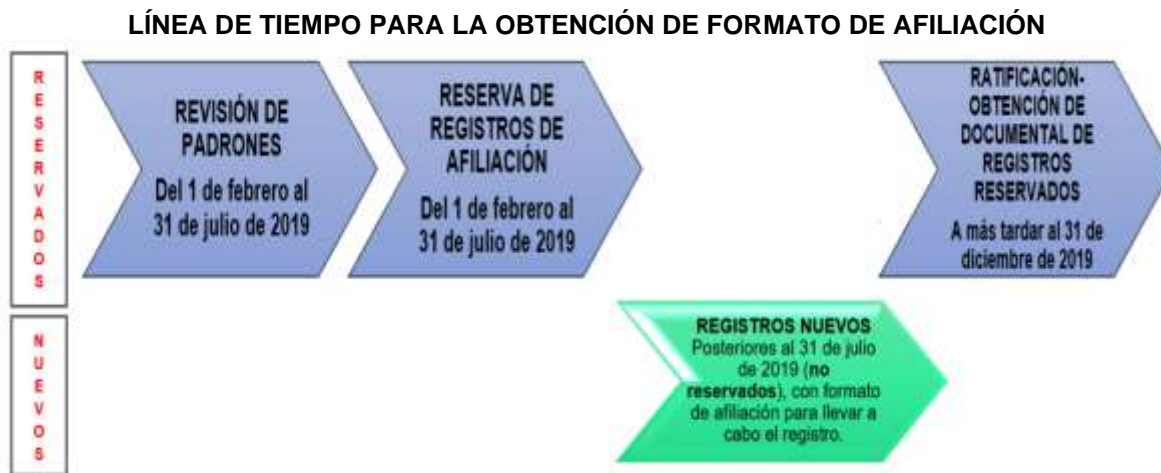 LÍNEA DE TIEMPO PARA LA OBTENCIÓN DE FORMATO DE AFILIACIÓN
RESERVADOS
REVISIÓN DE
PADRONES
Del 1 de febrero al
31 de julio de 2019
RESERVA DE
REGISTROS DE
AFILIACIÓN
Del 1 de febrero al
31 de julio de 2019
RATIFICACIÓN-
OBTENCIÓN DE
DOCUMENTAL DE
REGISTROS
RESERVADOS
A más tardar al 31 de
diciembre de 2019
NUEVOS
REGISTROS NUEVOS
Posteriores al 31 de julio
de 2019 (no
reservados), con formato
de afiliación para llevar a
cabo el registro.